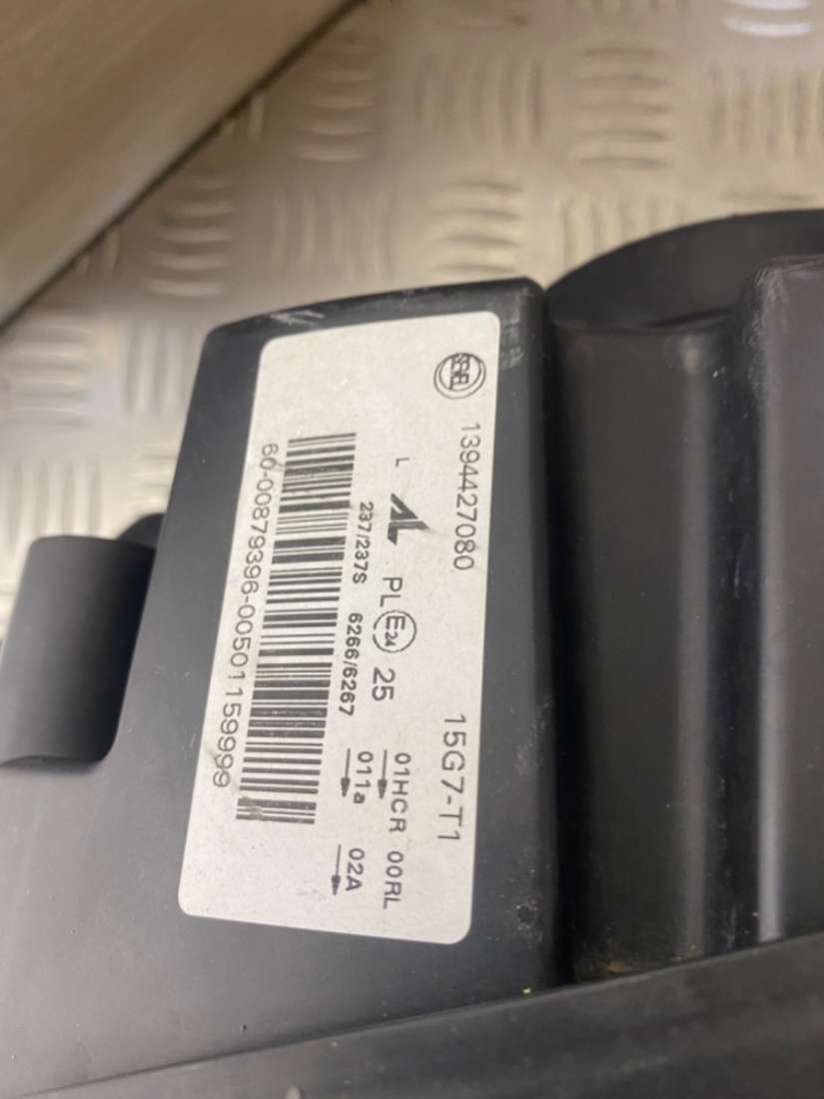 1394427080 15G7-T1
L AL PL E24 25 01HCR 00RL
237/237S 6266/6267 011a 02A
60-00879396-00501159999